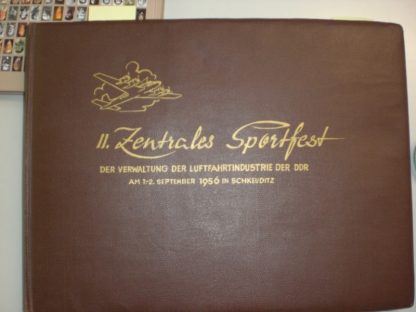 II. Zentrales Sportfest
DER VERWALTUNG DER LUFTFAHRTINDUSTRIE DER DDR
AM 1-2. SEPTEMBER 1956 IN SCHKEUDITZ